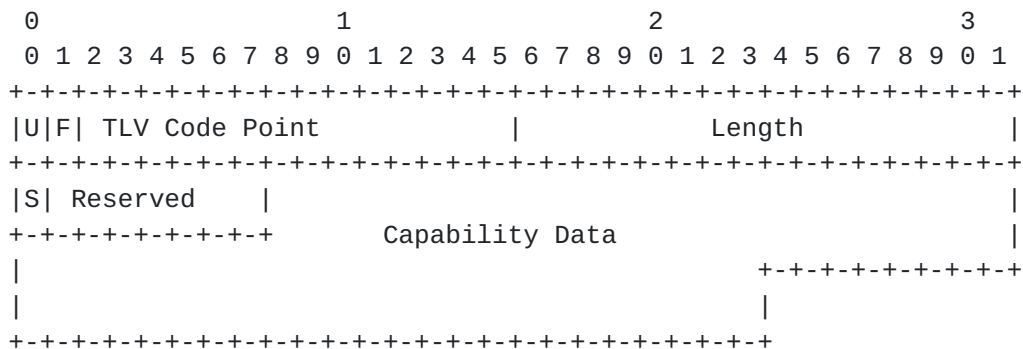 0                   1                   2                   3
 0 1 2 3 4 5 6 7 8 9 0 1 2 3 4 5 6 7 8 9 0 1 2 3 4 5 6 7 8 9 0 1
+-+-+-+-+-+-+-+-+-+-+-+-+-+-+-+-+-+-+-+-+-+-+-+-+-+-+-+-+-+-+-+-+
|U|F| TLV Code Point            |            Length             |
+-+-+-+-+-+-+-+-+-+-+-+-+-+-+-+-+-+-+-+-+-+-+-+-+-+-+-+-+-+-+-+-+
|S| Reserved    |                                               |
+-+-+-+-+-+-+-+-+       Capability Data                         |
|                                               +-+-+-+-+-+-+-+-+
|                                               |
+-+-+-+-+-+-+-+-+-+-+-+-+-+-+-+-+-+-+-+-+-+-+-+-+